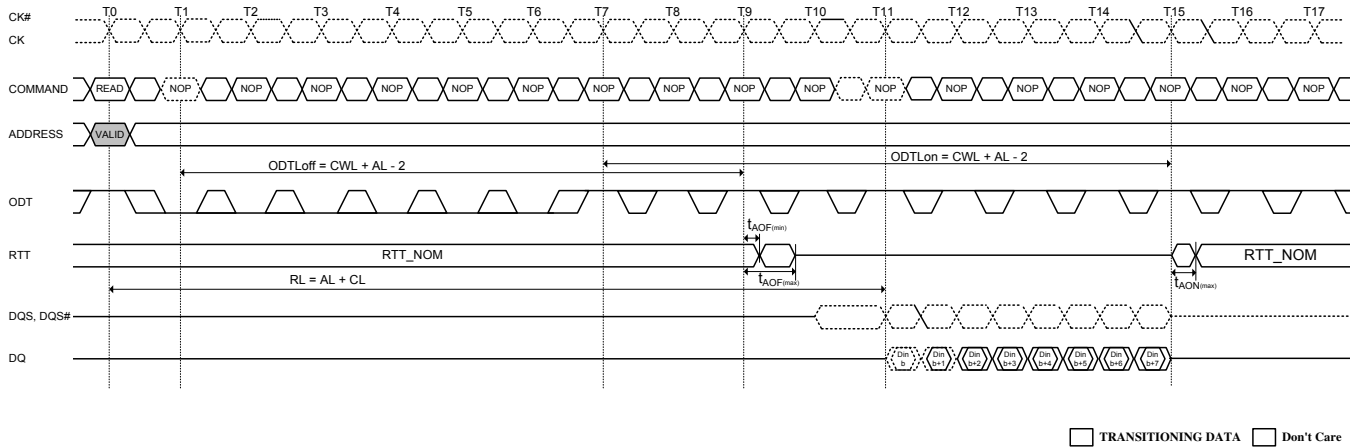 CK#
CK
T0 T1 T2 T3 T4 T5 T6 T7 T8 T9 T10 T11 T12 T13 T14 T15 T16 T17
COMMAND READ NOP NOP NOP NOP NOP NOP NOP NOP NOP NOP NOP NOP NOP NOP NOP NOP NOP
ADDRESS VALID
ODTLoff = CWL + AL - 2 ODTLon = CWL + AL - 2
ODT
tAOF(min)
RTT RTT_NOM RTT_NOM
tAOF(max) tAON(max)
RL = AL + CL
DQS, DQS#
DQ Din b Din b+1 Din b+2 Din b+3 Din b+4 Din b+5 Din b+6 Din b+7
TRANSITIONING DATA Don't Care